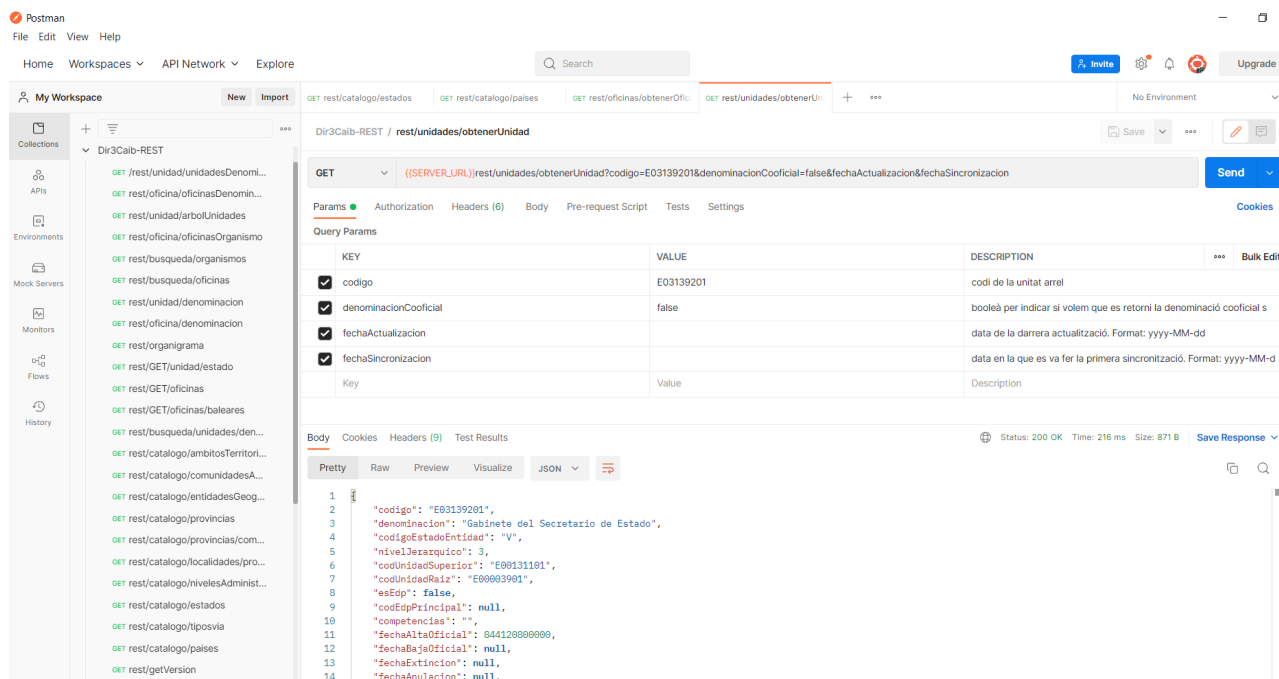 Postman
File Edit View Help
Home Workspaces API Network Explore Search Invite Upgrade
My Workspace New Import GET rest/catalogo/estados GET rest/catalogo/paises GET rest/oficinas/obtenerOfic GET rest/unidades/obtenerUn No Environment
Collections
APIs
Environments
Mock Servers
Monitors
Flows
History
Dir3Caib-REST
GET /rest/unidad/unidadesDenomi...
GET rest/oficina/oficinasDenomin...
GET rest/unidad/arbolUnidades
GET rest/oficina/oficinasOrganismo
GET rest/busqueda/organismos
GET rest/busqueda/oficinas
GET rest/unidad/denominacion
GET rest/oficina/denominacion
GET rest/organigrama
GET rest/GET/unidad/estado
GET rest/GET/oficinas
GET rest/GET/oficinas/baleares
GET rest/busqueda/unidades/den...
GET rest/catalogo/ambitosTerritori...
GET rest/catalogo/comunidadesA...
GET rest/catalogo/entidadesGeog...
GET rest/catalogo/provincias
GET rest/catalogo/provincias/com...
GET rest/catalogo/localidades/pro...
GET rest/catalogo/nivelesAdminist...
GET rest/catalogo/estados
GET rest/catalogo/tiposvia
GET rest/catalogo/paises
GET rest/getVersion
Dir3Caib-REST / rest/unidades/obtenerUnidad Save
GET {{SERVER_URL}}rest/unidades/obtenerUnidad?codigo=E03139201&denominacionCooficial=false&fechaActualizacion&fechaSincronizacion Send
Params Authorization Headers (6) Body Pre-request Script Tests Settings Cookies
Query Params
KEY VALUE DESCRIPTION Bulk Edit
codigo E03139201 codi de la unitat arrel
denominacionCooficial false booleà per indicar si volem que es retorni la denominació cooficial s
fechaActualizacion data de la darrera actualització. Format: yyyy-MM-dd
fechaSincronizacion data en la que es va fer la primera sincronització. Format: yyyy-MM-d
Key Value Description
Body Cookies Headers (9) Test Results Status: 200 OK Time: 216 ms Size: 871 B Save Response
Pretty Raw Preview Visualize JSON
1 {
2 "codigo": "E03139201",
3 "denominacion": "Gabinete del Secretario de Estado",
4 "codigoEstadoEntidad": "V",
5 "nivelJerarquico": 3,
6 "codUnidadSuperior": "E00131101",
7 "codUnidadRaiz": "E00003901",
8 "esEdp": false,
9 "codEdpPrincipal": null,
10 "competencias": "",
11 "fechaAltaOficial": 844120800000,
12 "fechaBajaOficial": null,
13 "fechaExtincion": null,
14 "fechaAnulacion": null,